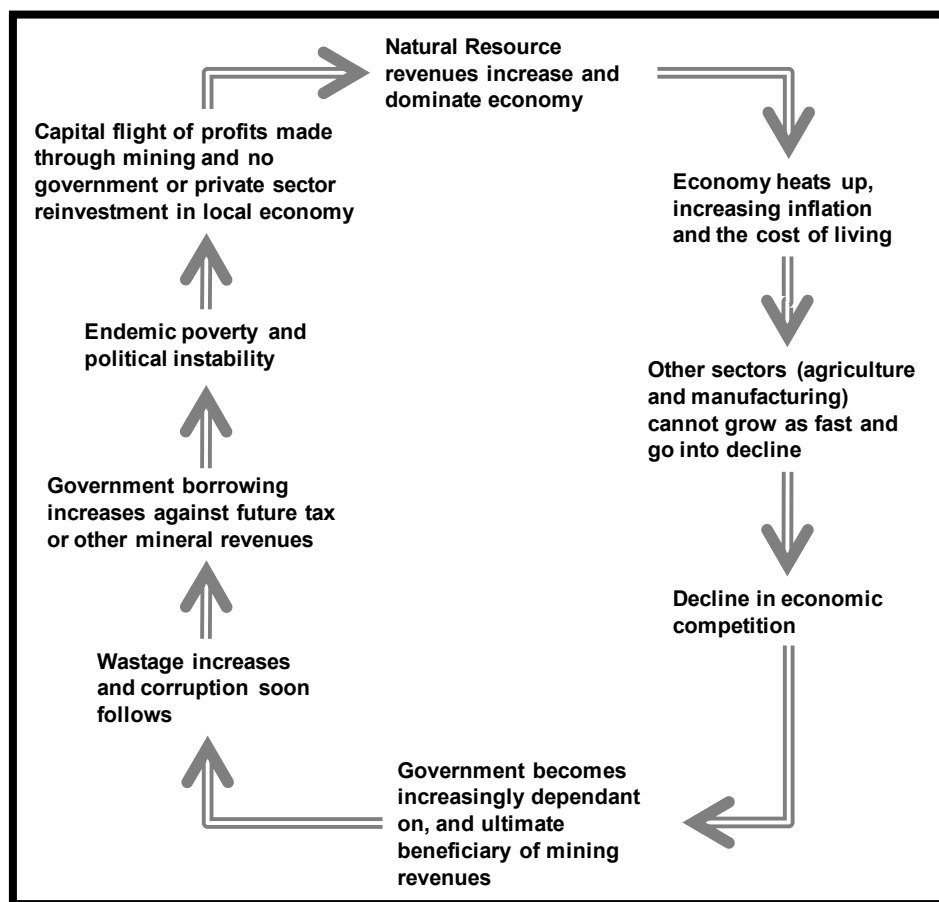 Natural Resource
revenues increase and
dominate economy
Economy heats up,
increasing inflation
and the cost of living
Other sectors (agriculture
and manufacturing)
cannot grow as fast and
go into decline
Decline in economic
competition
Government becomes
increasingly dependant
on, and ultimate
beneficiary of mining
revenues
Wastage increases
and corruption soon
follows
Government borrowing
increases against future tax
or other mineral revenues
Endemic poverty and
political instability
Capital flight of profits made
through mining and no
government or private sector
reinvestment in local economy